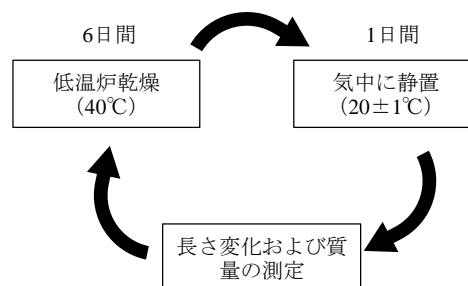 6日間
1日間
低温炉乾燥
（40℃）
気中に静置
（20±1℃）
長さ変化および質
量の測定